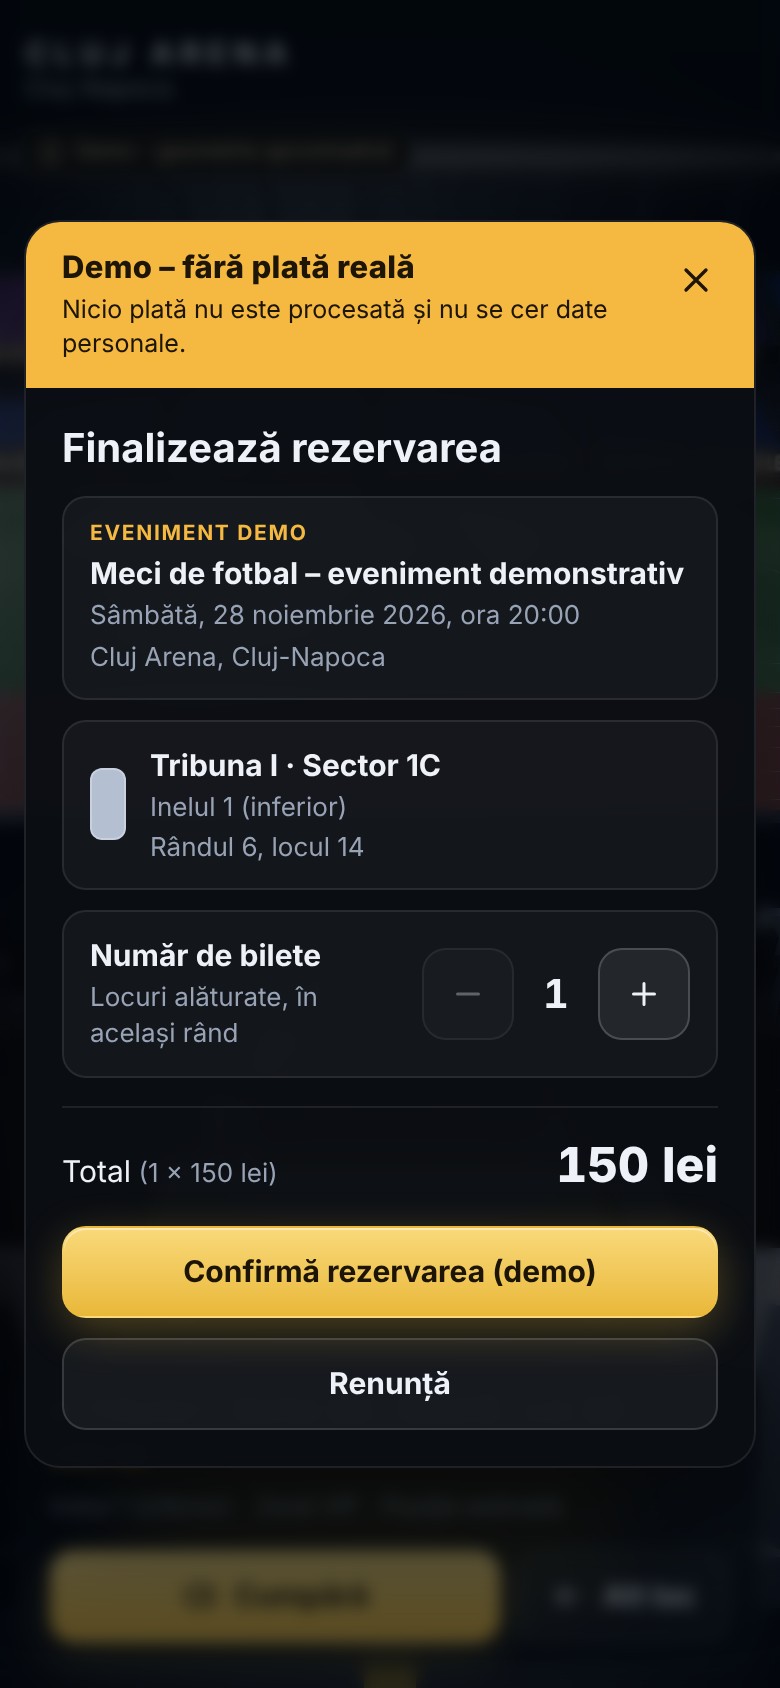 CLUJ ARENA
Demo – fără plată reală
Nicio plată nu este procesată și nu se cer date
personale.
Finalizează rezervarea
EVENIMENT DEMO
Meci de fotbal – eveniment demonstrativ
Sâmbătă, 28 noiembrie 2026, ora 20:00
Cluj Arena, Cluj-Napoca
Tribuna I · Sector 1C
Inelul 1 (inferior)
Rândul 6, locul 14
Număr de bilete
Locuri alăturate, în
același rând
− 1 +
Total (1 × 150 lei) 150 lei
Confirmă rezervarea (demo)
Renunță
Cumpără